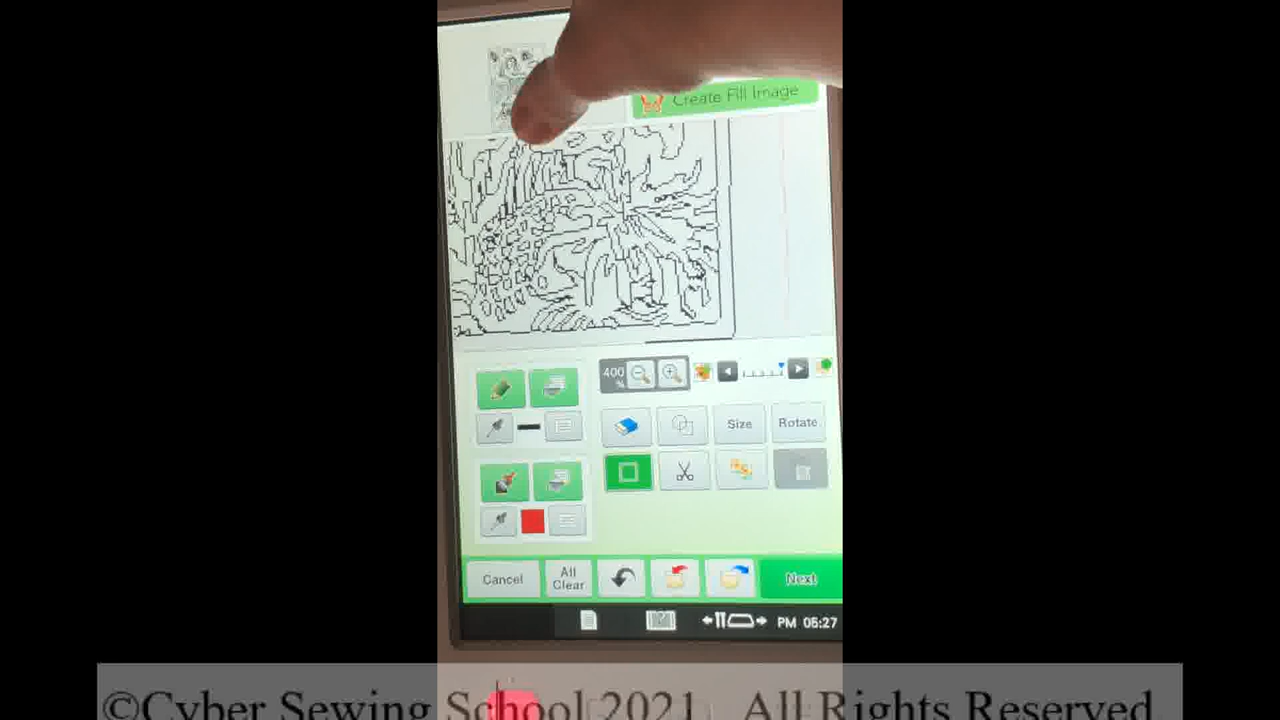 Create Fill Image
400
%
Size
Rotate
Cancel
All
Clear
Next
PM 05:27
©Cyber Sewing School 2021 All Rights Reserved